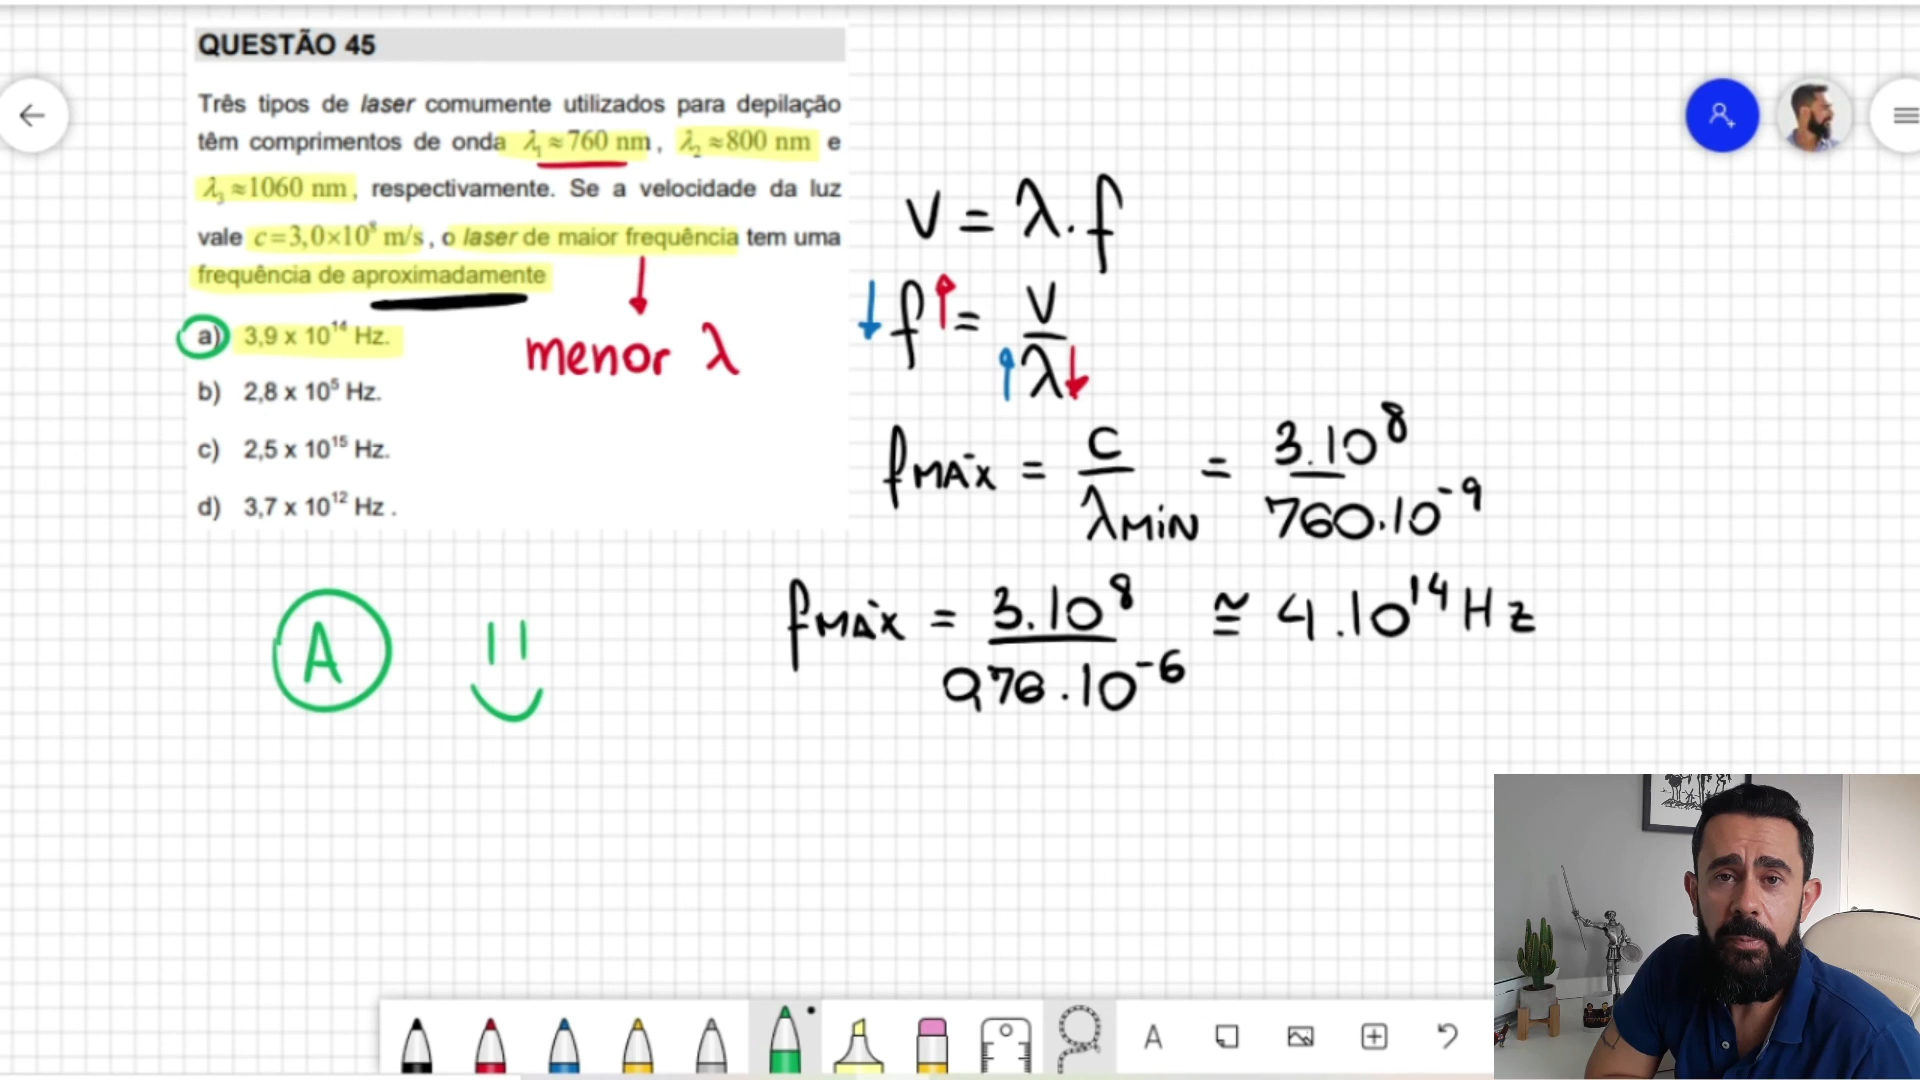 QUESTÃO 45
Três tipos de laser comumente utilizados para depilação
têm comprimentos de onda λ₁ ≈ 760 nm, λ₂ ≈ 800 nm e
λ₃ ≈ 1060 nm, respectivamente. Se a velocidade da luz
vale c = 3,0×10⁸ m/s, o laser de maior frequência tem uma
frequência de aproximadamente
a) 3,9 x 10¹⁴ Hz.
b) 2,8 x 10⁵ Hz.
c) 2,5 x 10¹⁵ Hz.
d) 3,7 x 10¹² Hz .
menor λ
A
V = λ.f
↓f↑ = V/↑λ↓
fMÁX = c/λMÍN = 3.10⁸/760.10⁻⁹
fMÁX = 3.10⁸/0,76.10⁻⁶ ≅ 4.10¹⁴ Hz
A